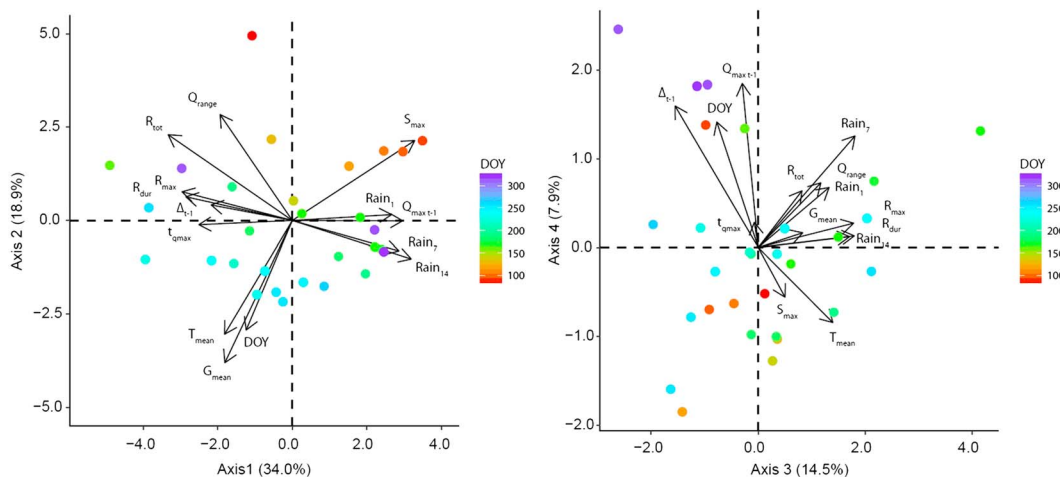 5.0
2.5
0.0
−2.5
−5.0
Axis 2 (18.9%)
−4.0
−2.0
0.0
2.0
4.0
Axis1 (34.0%)
Qrange
Rtot
Smax
Rmax
Rdur
Δt-1
tqmax
Rain1
Qmax t-1
Rain7
Rain14
Tmean
DOY
Gmean
DOY
300
250
200
150
100
4.0
2.0
0.0
−1.0
−2.0
Axis 4 (7.9%)
−2.0
0.0
2.0
4.0
Axis 3 (14.5%)
Qmax t-1
Δt-1
DOY
Rain7
Rtot
Qrange
Rain1
tqmax
Gmean
Rmax
Rdur
Rain14
Smax
Tmean
DOY
300
250
200
150
100